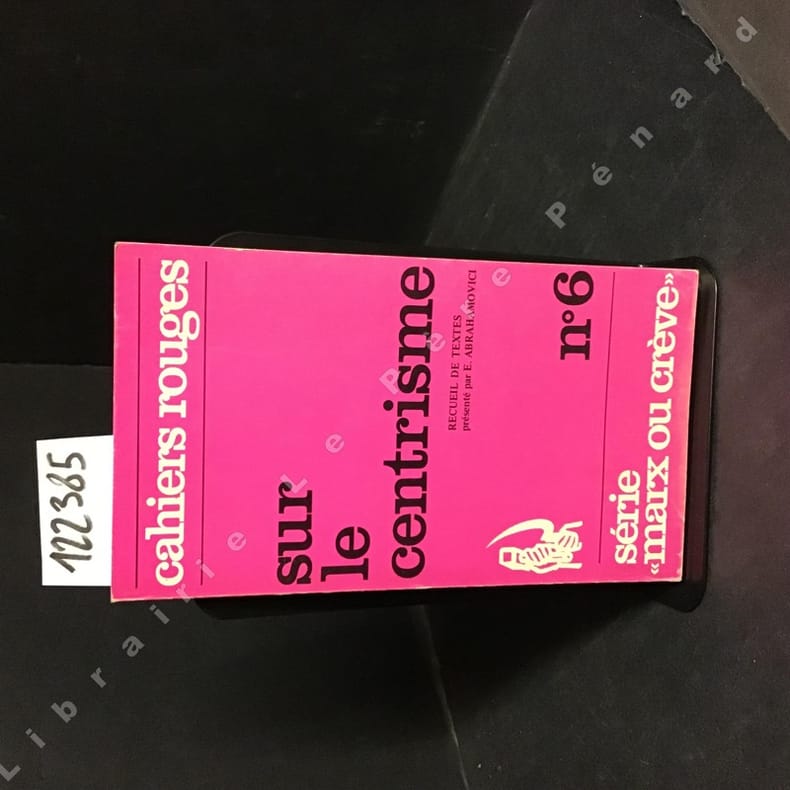 cahiers rouges
sur
le
centrisme
RECUEIL DE TEXTES
présenté par E. ABRAHAMOVICI
n°6
série
«marx ou crève»
122385
Librairie Le Père Pénard